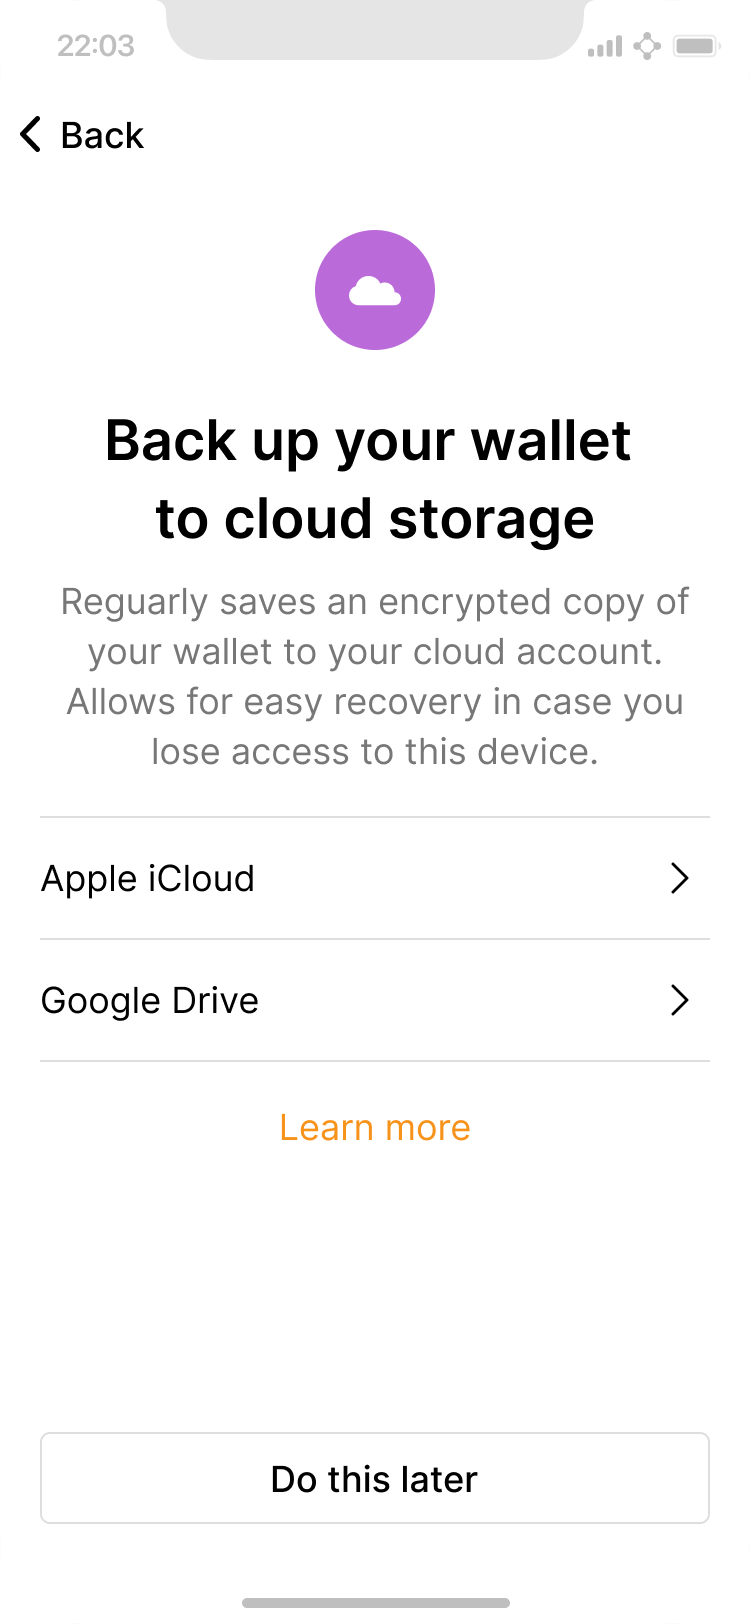 22:03
Back
Back up your wallet
to cloud storage
Reguarly saves an encrypted copy of
your wallet to your cloud account.
Allows for easy recovery in case you
lose access to this device.
Apple iCloud
Google Drive
Learn more
Do this later